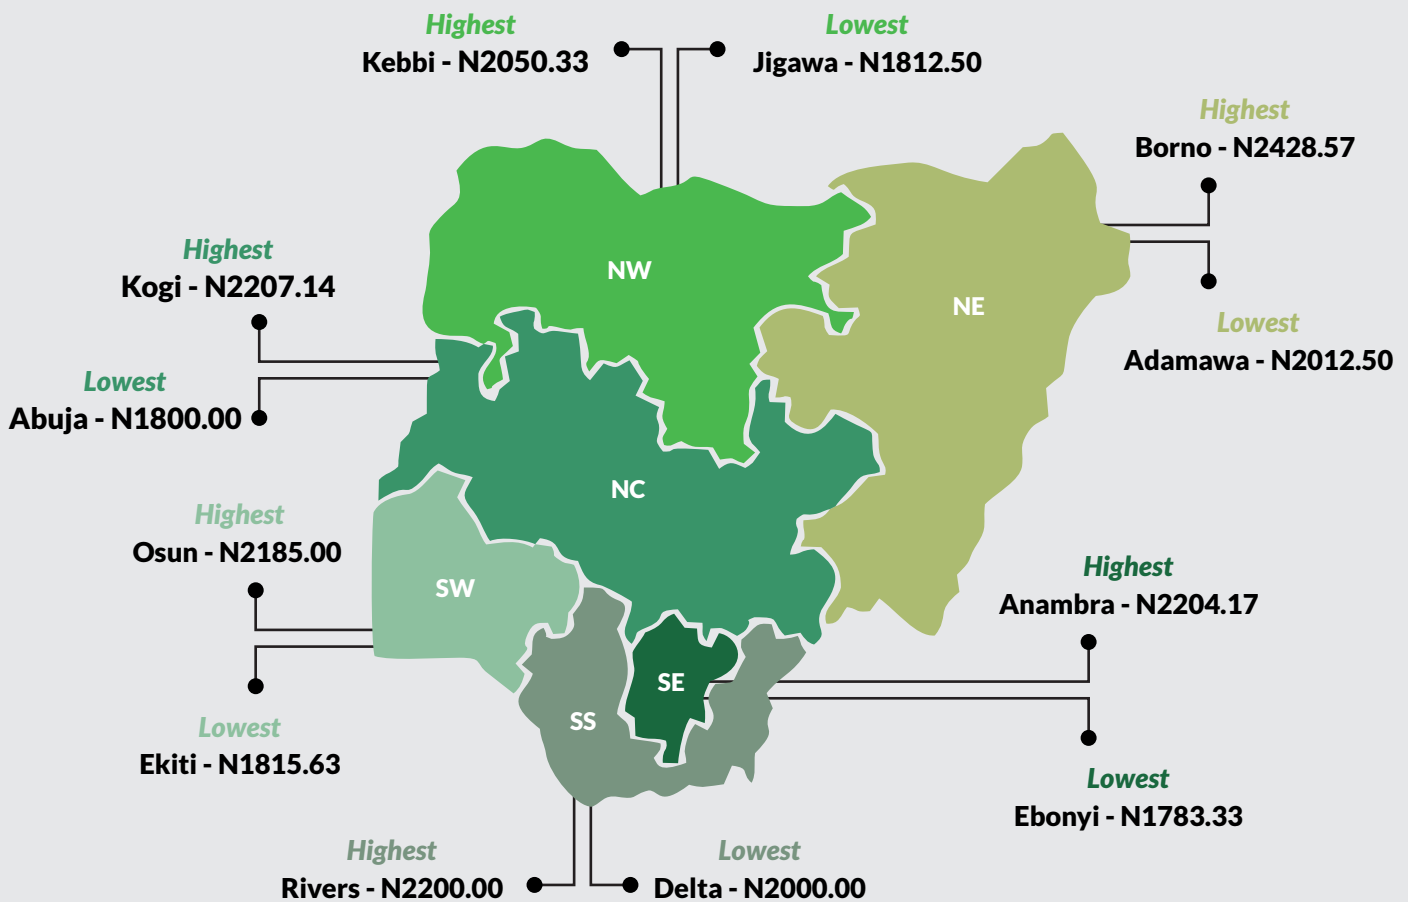 Highest
Kebbi - N2050.33
Lowest
Jigawa - N1812.50
Highest
Borno - N2428.57
Lowest
Adamawa - N2012.50
Highest
Kogi - N2207.14
Lowest
Abuja - N1800.00
NW
NE
NC
SW
SS
SE
Highest
Osun - N2185.00
Lowest
Ekiti - N1815.63
Highest
Anambra - N2204.17
Lowest
Ebonyi - N1783.33
Highest
Rivers - N2200.00
Lowest
Delta - N2000.00